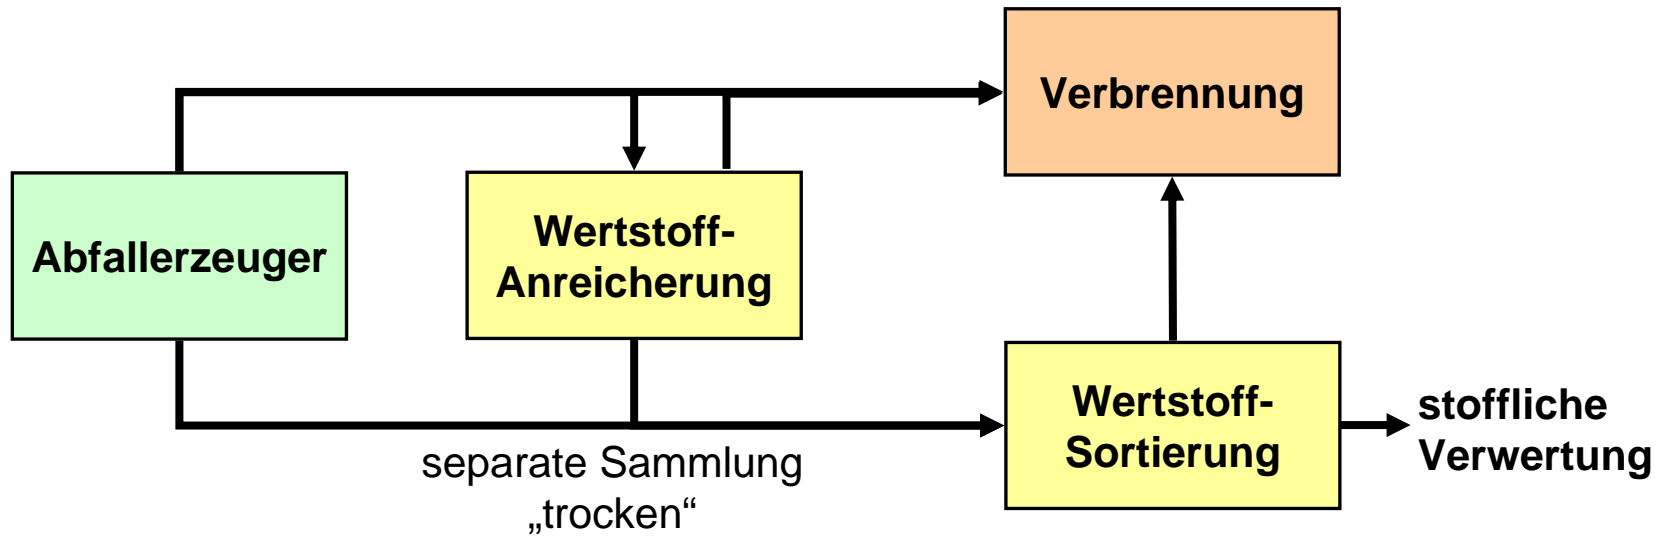 Verbrennung
Abfallerzeuger
Wertstoff-
Anreicherung
Wertstoff-
Sortierung
stoffliche
Verwertung
separate Sammlung
„trocken“